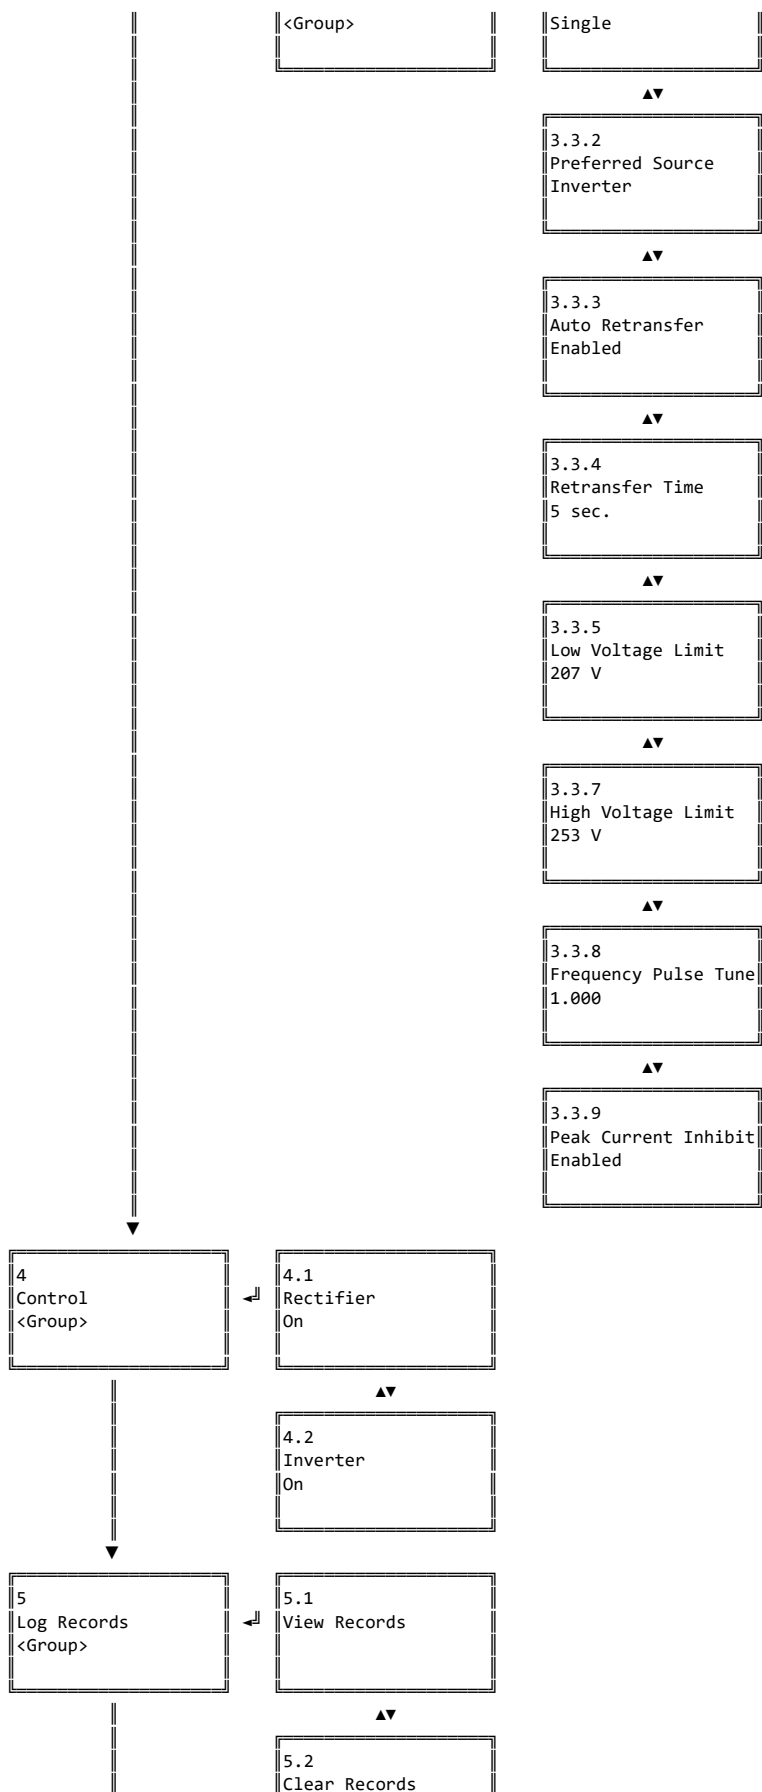 <Group>
Single
3.3.2
Preferred Source
Inverter
3.3.3
Auto Retransfer
Enabled
3.3.4
Retransfer Time
5 sec.
3.3.5
Low Voltage Limit
207 V
3.3.7
High Voltage Limit
253 V
3.3.8
Frequency Pulse Tune
1.000
3.3.9
Peak Current Inhibit
Enabled
4
Control
<Group>
4.1
Rectifier
On
4.2
Inverter
On
5
Log Records
<Group>
5.1
View Records
5.2
Clear Records